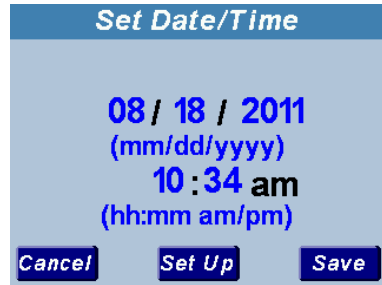 Set Date/Time
08 / 18 / 2011
(mm/dd/yyyy)
10 : 34 am
(hh:mm am/pm)
Cancel Set Up Save